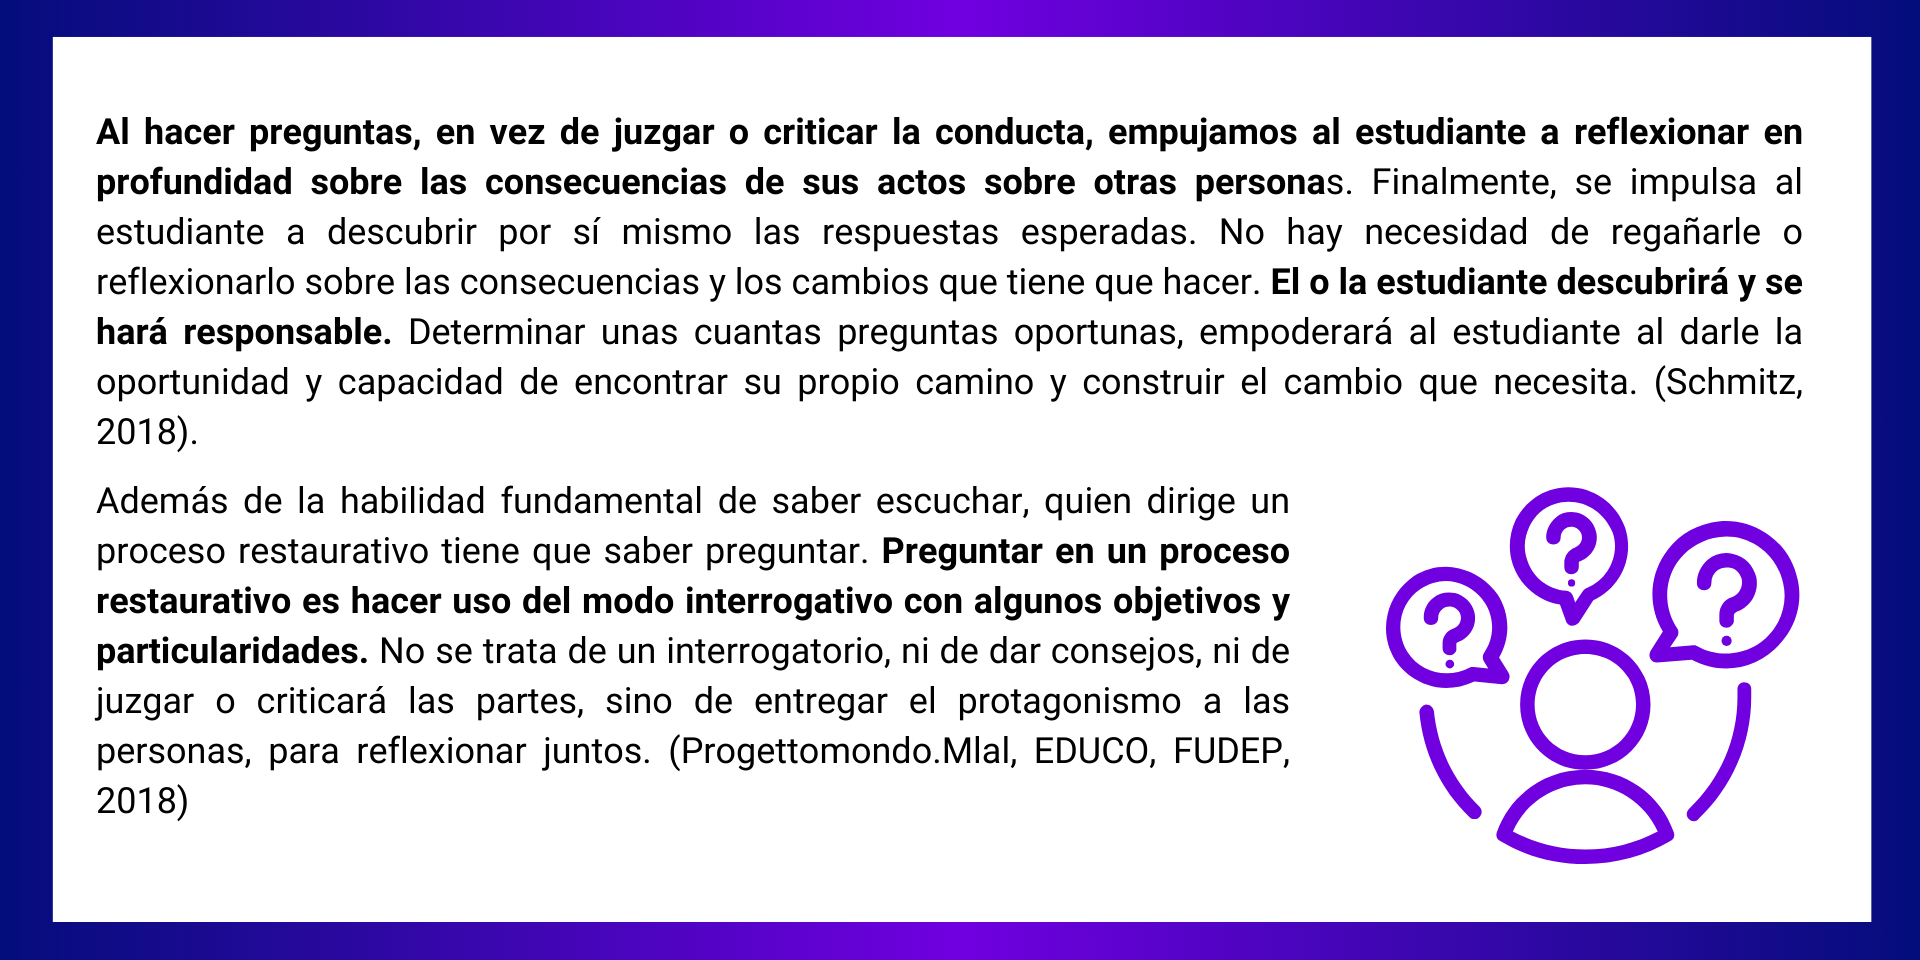 Al hacer preguntas, en vez de juzgar o criticar la conducta, empujamos al estudiante a reflexionar en
profundidad sobre las consecuencias de sus actos sobre otras personas. Finalmente, se impulsa al
estudiante a descubrir por sí mismo las respuestas esperadas. No hay necesidad de regañarle o
reflexionarlo sobre las consecuencias y los cambios que tiene que hacer. El o la estudiante descubrirá y se
hará responsable. Determinar unas cuantas preguntas oportunas, empoderará al estudiante al darle la
oportunidad y capacidad de encontrar su propio camino y construir el cambio que necesita. (Schmitz,
2018).
Además de la habilidad fundamental de saber escuchar, quien dirige un
proceso restaurativo tiene que saber preguntar. Preguntar en un proceso
restaurativo es hacer uso del modo interrogativo con algunos objetivos y
particularidades. No se trata de un interrogatorio, ni de dar consejos, ni de
juzgar o criticará las partes, sino de entregar el protagonismo a las
personas, para reflexionar juntos. (Progettomondo.Mlal, EDUCO, FUDEP,
2018)